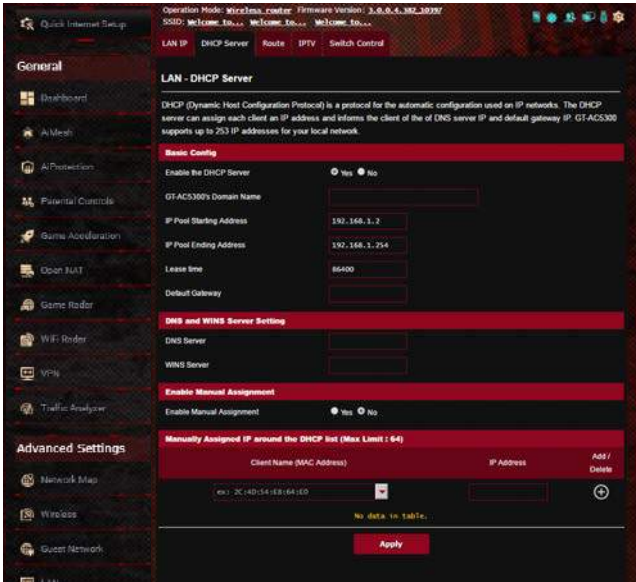 Quick Internet Setup
Operation Mode: Wireless router Firmware Version: 3.0.0.4.382_10397
SSID: Welcome to... Welcome to... Welcome to...
LAN IP DHCP Server Route IPTV Switch Control
General
Dashboard
AiMesh
AiProtection
Parental Controls
Game Acceleration
Open NAT
Game Radar
WiFi Radar
VPN
Traffic Analyzer
Advanced Settings
Network Map
Wireless
Guest Network
LAN
LAN - DHCP Server
DHCP (Dynamic Host Configuration Protocol) is a protocol for the automatic configuration used on IP networks. The DHCP
server can assign each client an IP address and informs the client of the of DNS server IP and default gateway IP. GT-AC5300
supports up to 253 IP addresses for your local network.
Basic Config
Enable the DHCP Server Yes No
GT-AC5300's Domain Name
IP Pool Starting Address 192.168.1.2
IP Pool Ending Address 192.168.1.254
Lease time 86400
Default Gateway
DNS and WINS Server Setting
DNS Server
WINS Server
Enable Manual Assignment
Enable Manual Assignment Yes No
Manually Assigned IP around the DHCP list (Max Limit : 64)
Client Name (MAC Address) IP Address Add / Delete
ex: 2C:4D:54:E8:64:E0
No data in table.
Apply